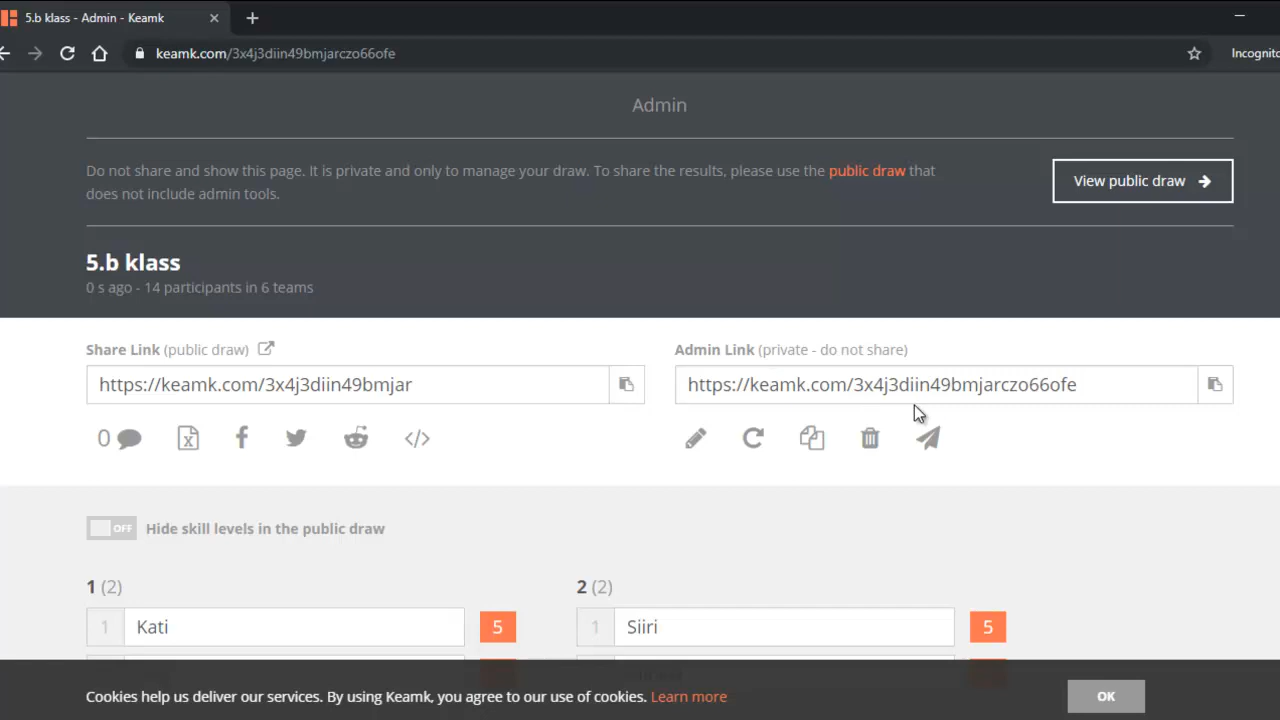 5.b klass - Admin - Keamk
keamk.com/3x4j3diin49bmjarczo66ofe
Incognito
Admin
Do not share and show this page. It is private and only to manage your draw. To share the results, please use the public draw that
does not include admin tools.
View public draw
5.b klass
0 s ago - 14 participants in 6 teams
Share Link (public draw)
Admin Link (private - do not share)
https://keamk.com/3x4j3diin49bmjar
https://keamk.com/3x4j3diin49bmjarczo66ofe
0
OFF
Hide skill levels in the public draw
1 (2)
2 (2)
1 Kati 5
1 Siiri 5
Cookies help us deliver our services. By using Keamk, you agree to our use of cookies. Learn more
OK